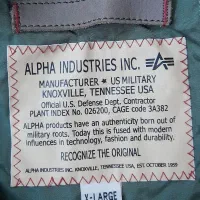 ALPHA INDUSTRIES INC.
MANUFACTURER ★ US MILITARY
KNOXVILLE, TENNESSEE USA
Official U.S. Defense Dept. Contractor
PLANT INDEX No. 026200, CAGE code 3A382
ALPHA products have an authenticity born out of
military roots. Today this is fused with modern
influences in technology, fashion and durability.
RECOGNIZE THE ORIGINAL
ALPHA INDUSTRIES INC. KNOXVILLE, TENNESSEE USA, EST. OCTOBER 1959
X-LARGE